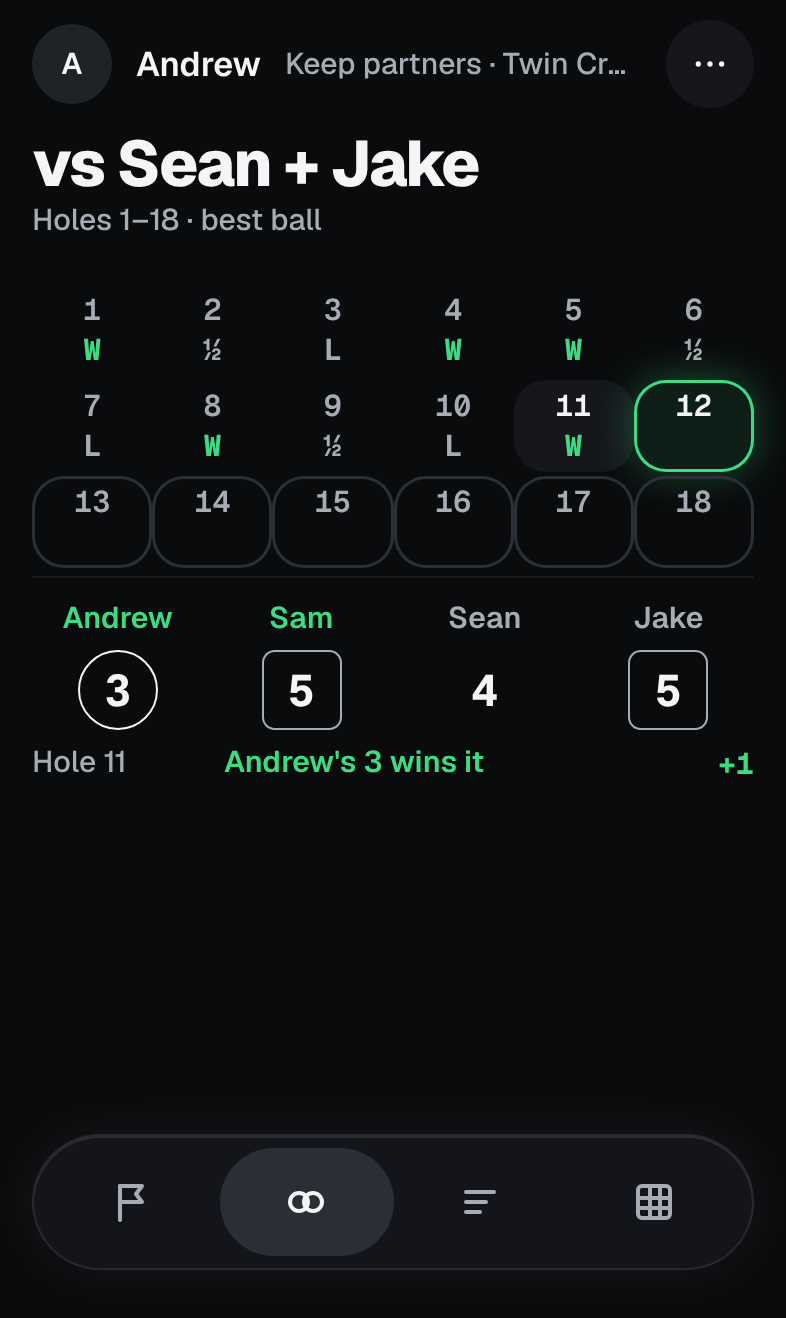 A Andrew Keep partners · Twin Cr…
vs Sean + Jake
Holes 1–18 · best ball
1 2 3 4 5 6
W ½ L W W ½
7 8 9 10 11 12
L W ½ L W
13 14 15 16 17 18
Andrew Sam Sean Jake
3 5 4 5
Hole 11 Andrew's 3 wins it +1